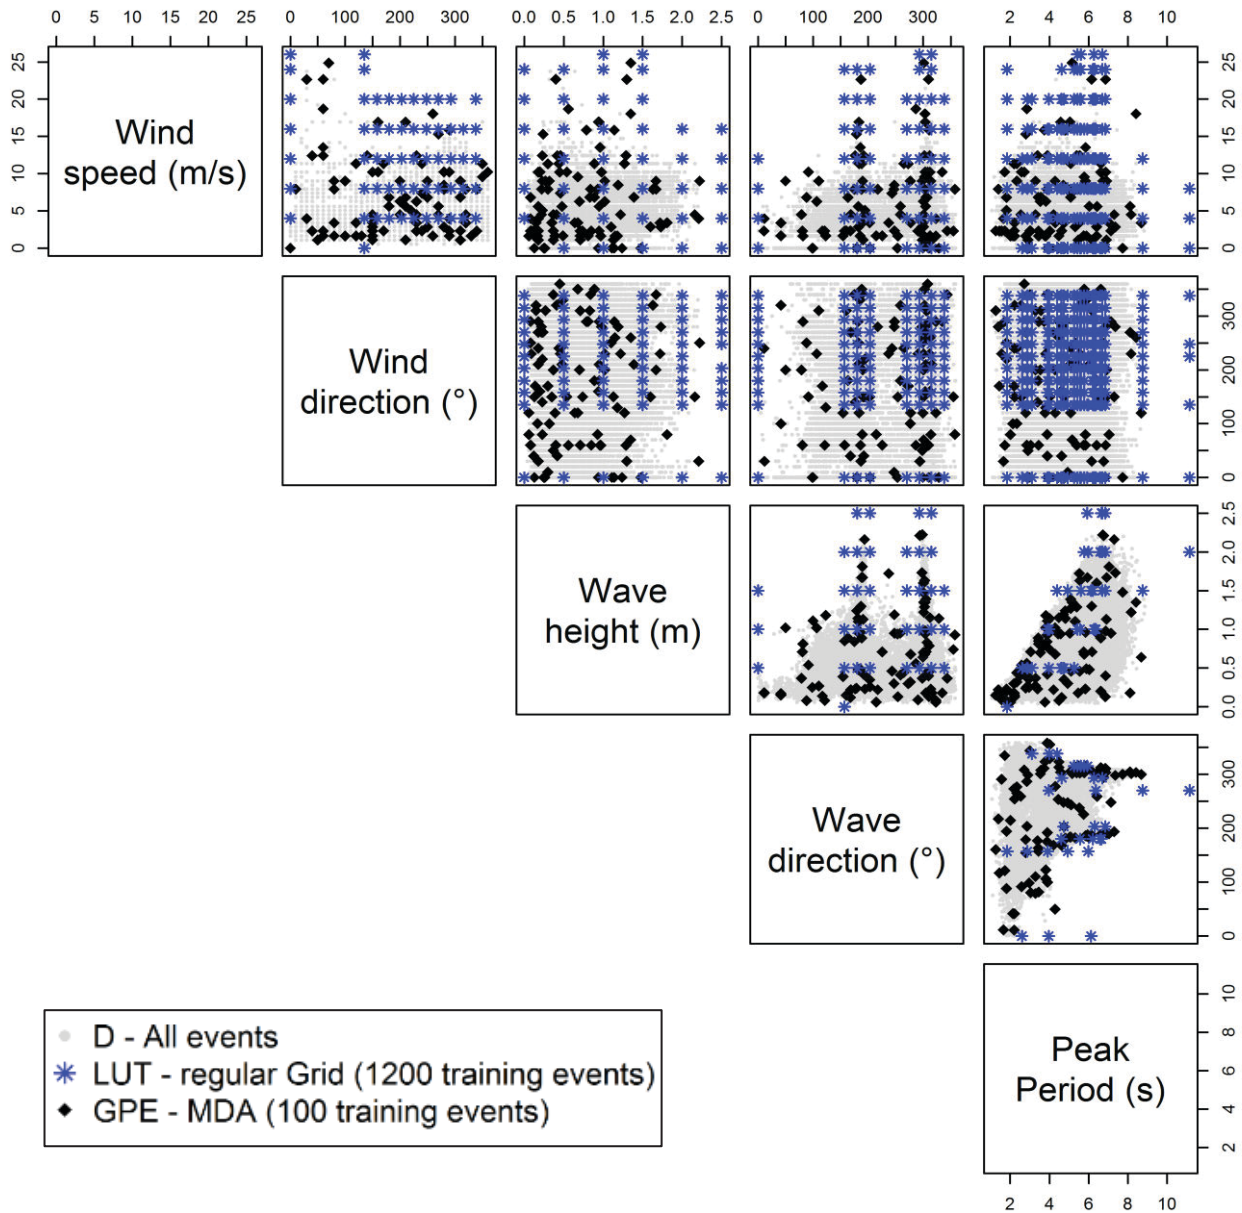 0 5 10 15 20 25
0 100 200 300
0.0 0.5 1.0 1.5 2.0 2.5
0 100 200 300
2 4 6 8 10
25
20
15
10
5
0
Wind
speed (m/s)
0 5 10 15 20 25
Wind
direction (°)
0 100 200 300
Wave
height (m)
0.0 0.5 1.0 1.5 2.0 2.5
Wave
direction (°)
0 100 200 300
Peak
Period (s)
2 4 6 8 10
2 4 6 8 10
D - All events
LUT - regular Grid (1200 training events)
GPE - MDA (100 training events)